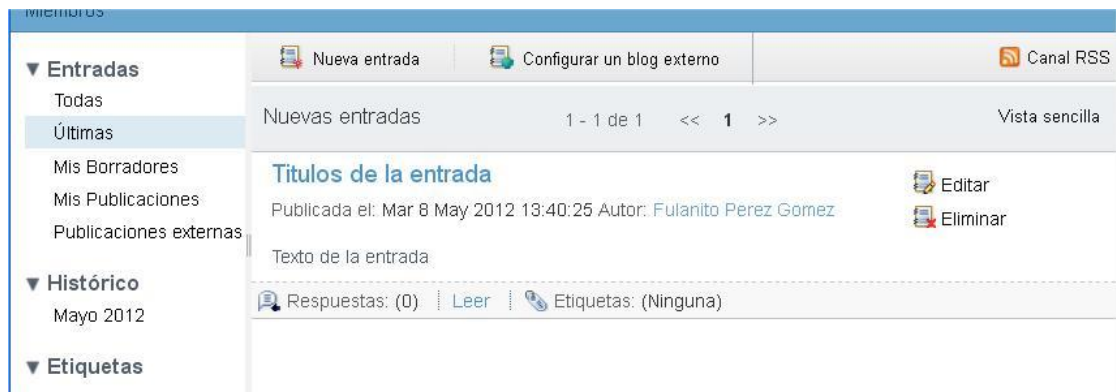 Miembros
▼ Entradas
Todas
Últimas
Mis Borradores
Mis Publicaciones
Publicaciones externas
▼ Histórico
Mayo 2012
▼ Etiquetas
Nueva entrada Configurar un blog externo Canal RSS
Nuevas entradas 1 - 1 de 1 << 1 >> Vista sencilla
Titulos de la entrada Editar
Publicada el: Mar 8 May 2012 13:40:25 Autor: Fulanito Perez Gomez Eliminar
Texto de la entrada
Respuestas: (0) Leer Etiquetas: (Ninguna)